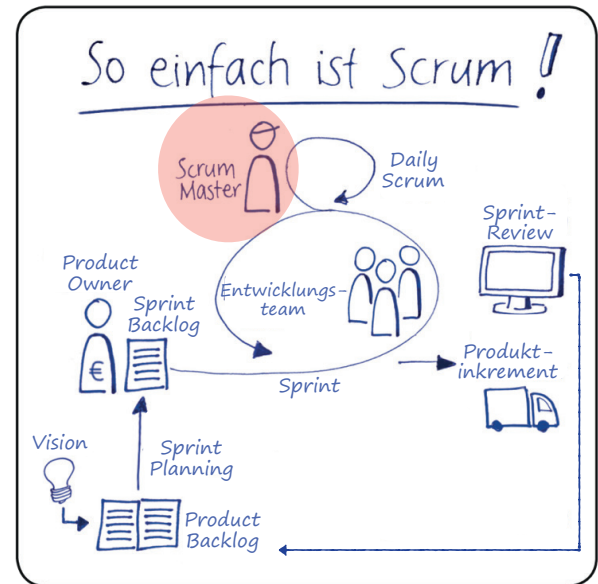 So einfach ist Scrum!
Scrum
Master
Daily
Scrum
Sprint-
Review
Product
Owner
Sprint
Backlog
€
Entwicklungs-
team
Sprint
Produkt-
inkrement
Vision
Sprint
Planning
Product
Backlog